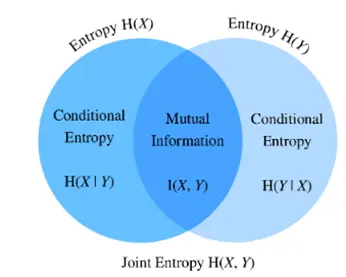 Entropy H(X)
Entropy H(Y)
Conditional
Entropy
H(X | Y)
Mutual
Information
I(X, Y)
Conditional
Entropy
H(Y | X)
Joint Entropy H(X, Y)